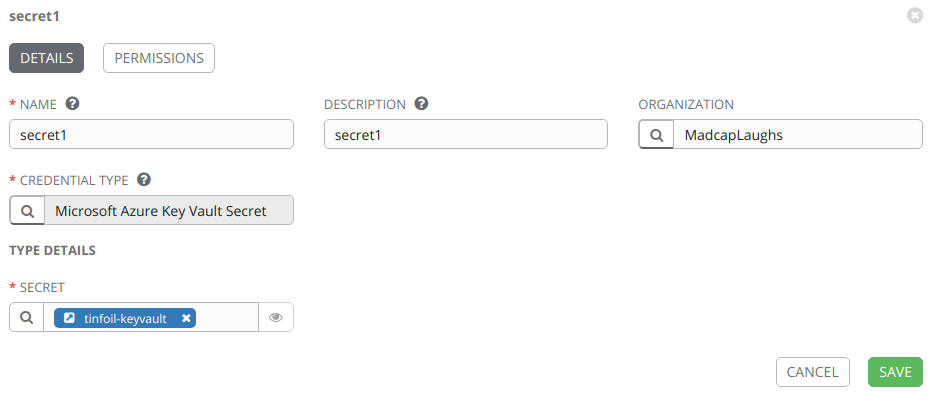 secret1
DETAILS PERMISSIONS
* NAME ? DESCRIPTION ? ORGANIZATION
secret1 secret1 MadcapLaughs
* CREDENTIAL TYPE ?
Microsoft Azure Key Vault Secret
TYPE DETAILS
* SECRET
tinfoil-keyvault
CANCEL SAVE